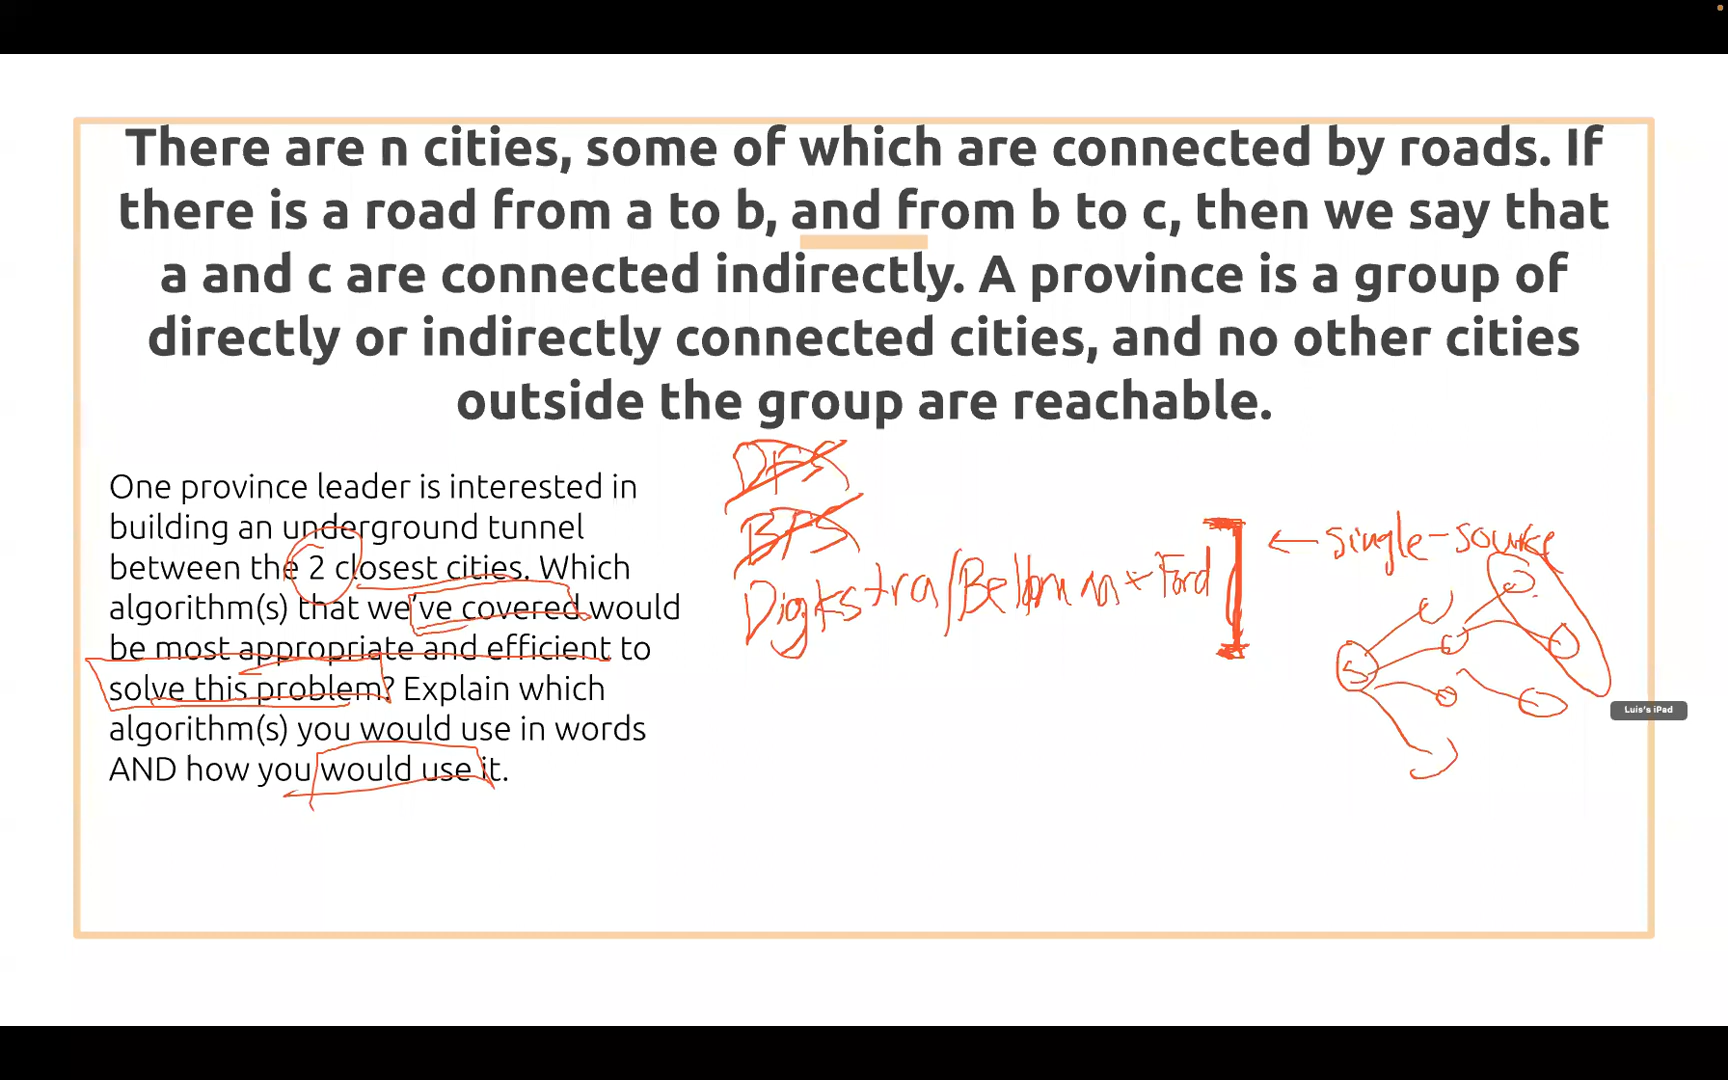 There are n cities, some of which are connected by roads. If
there is a road from a to b, and from b to c, then we say that
a and c are connected indirectly. A province is a group of
directly or indirectly connected cities, and no other cities
outside the group are reachable.
One province leader is interested in
building an underground tunnel
between the 2 closest cities. Which
algorithm(s) that we've covered would
be most appropriate and efficient to
solve this problem? Explain which
algorithm(s) you would use in words
AND how you would use it.
DFS
BFS
Digkstra/Bellman + Ford
← single-source
S
Luis's iPad